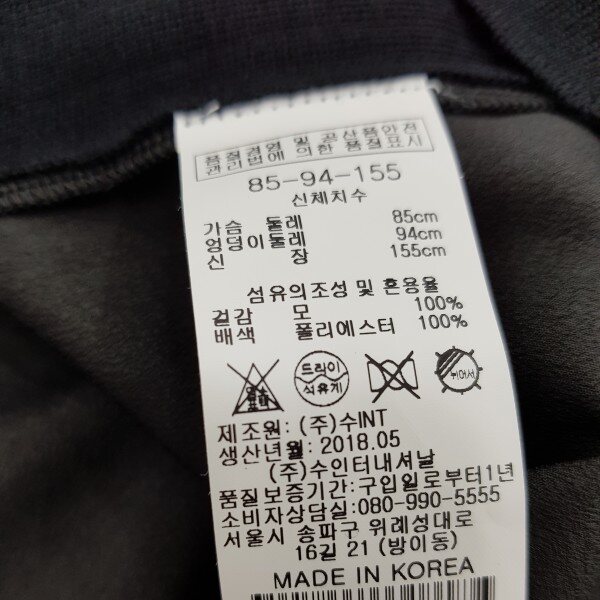 품질경영 및 공산품안전
관리법에 의한 품질표시
85-94-155
신체치수
가슴 둘레 85cm
엉덩이둘레 94cm
신 장 155cm
섬유의조성 및 혼용율
겉감 모 100%
배색 폴리에스터 100%
염소 표백
드라이
석유계
뉘어서
제조원: (주)수INT
생산년월: 2018.05
(주)수인터내셔날
품질보증기간: 구입일로부터1년
소비자상담실: 080-990-5555
서울시 송파구 위례성대로
16길 21 (방이동)
MADE IN KOREA